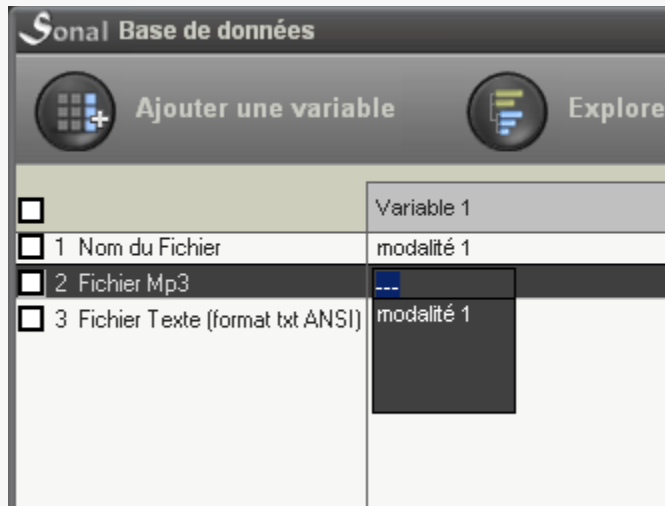 Sonal Base de données
Ajouter une variable Explore
Variable 1
1 Nom du Fichier modalité 1
2 Fichier Mp3 ---
3 Fichier Texte (format txt ANSI) modalité 1